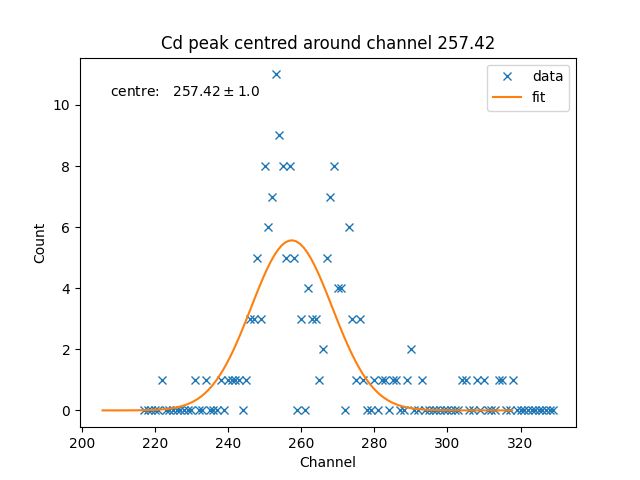 Cd peak centred around channel 257.42
centre: 257.42 ± 1.0
data
fit
10
8
6
4
2
0
Count
200 220 240 260 280 300 320
Channel